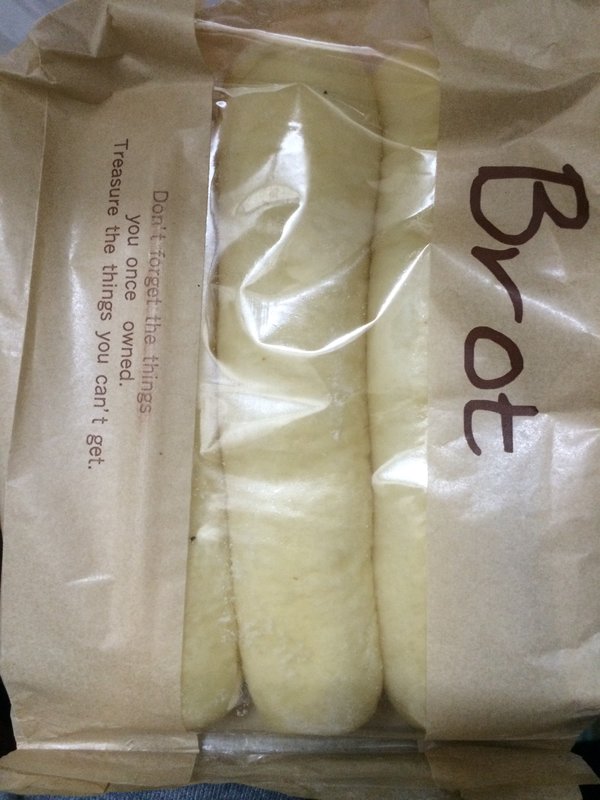 Brot
Don't forget the things
you once owned.
Treasure the things you can't get.